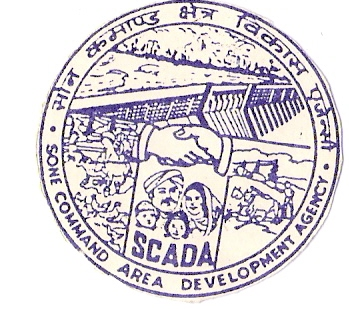 सोन कमाण्ड क्षेत्र विकास एजेन्सी
SONE COMMAND AREA DEVELOPMENT AGENCY
SCADA